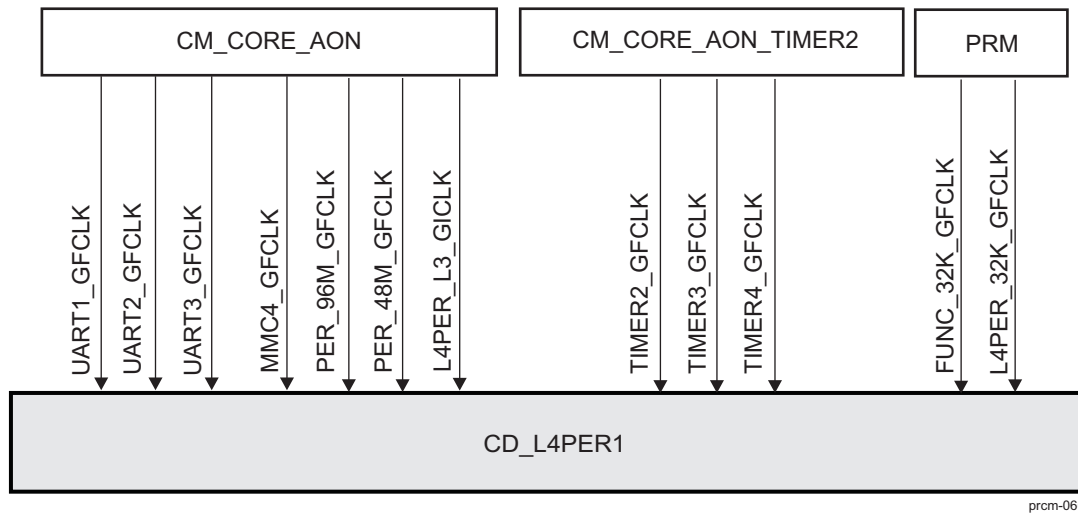 CM_CORE_AON
CM_CORE_AON_TIMER2
PRM
UART1_GFCLK
UART2_GFCLK
UART3_GFCLK
MMC4_GFCLK
PER_96M_GFCLK
PER_48M_GFCLK
L4PER_L3_GICLK
TIMER2_GFCLK
TIMER3_GFCLK
TIMER4_GFCLK
FUNC_32K_GFCLK
L4PER_32K_GFCLK
CD_L4PER1
prcm-06